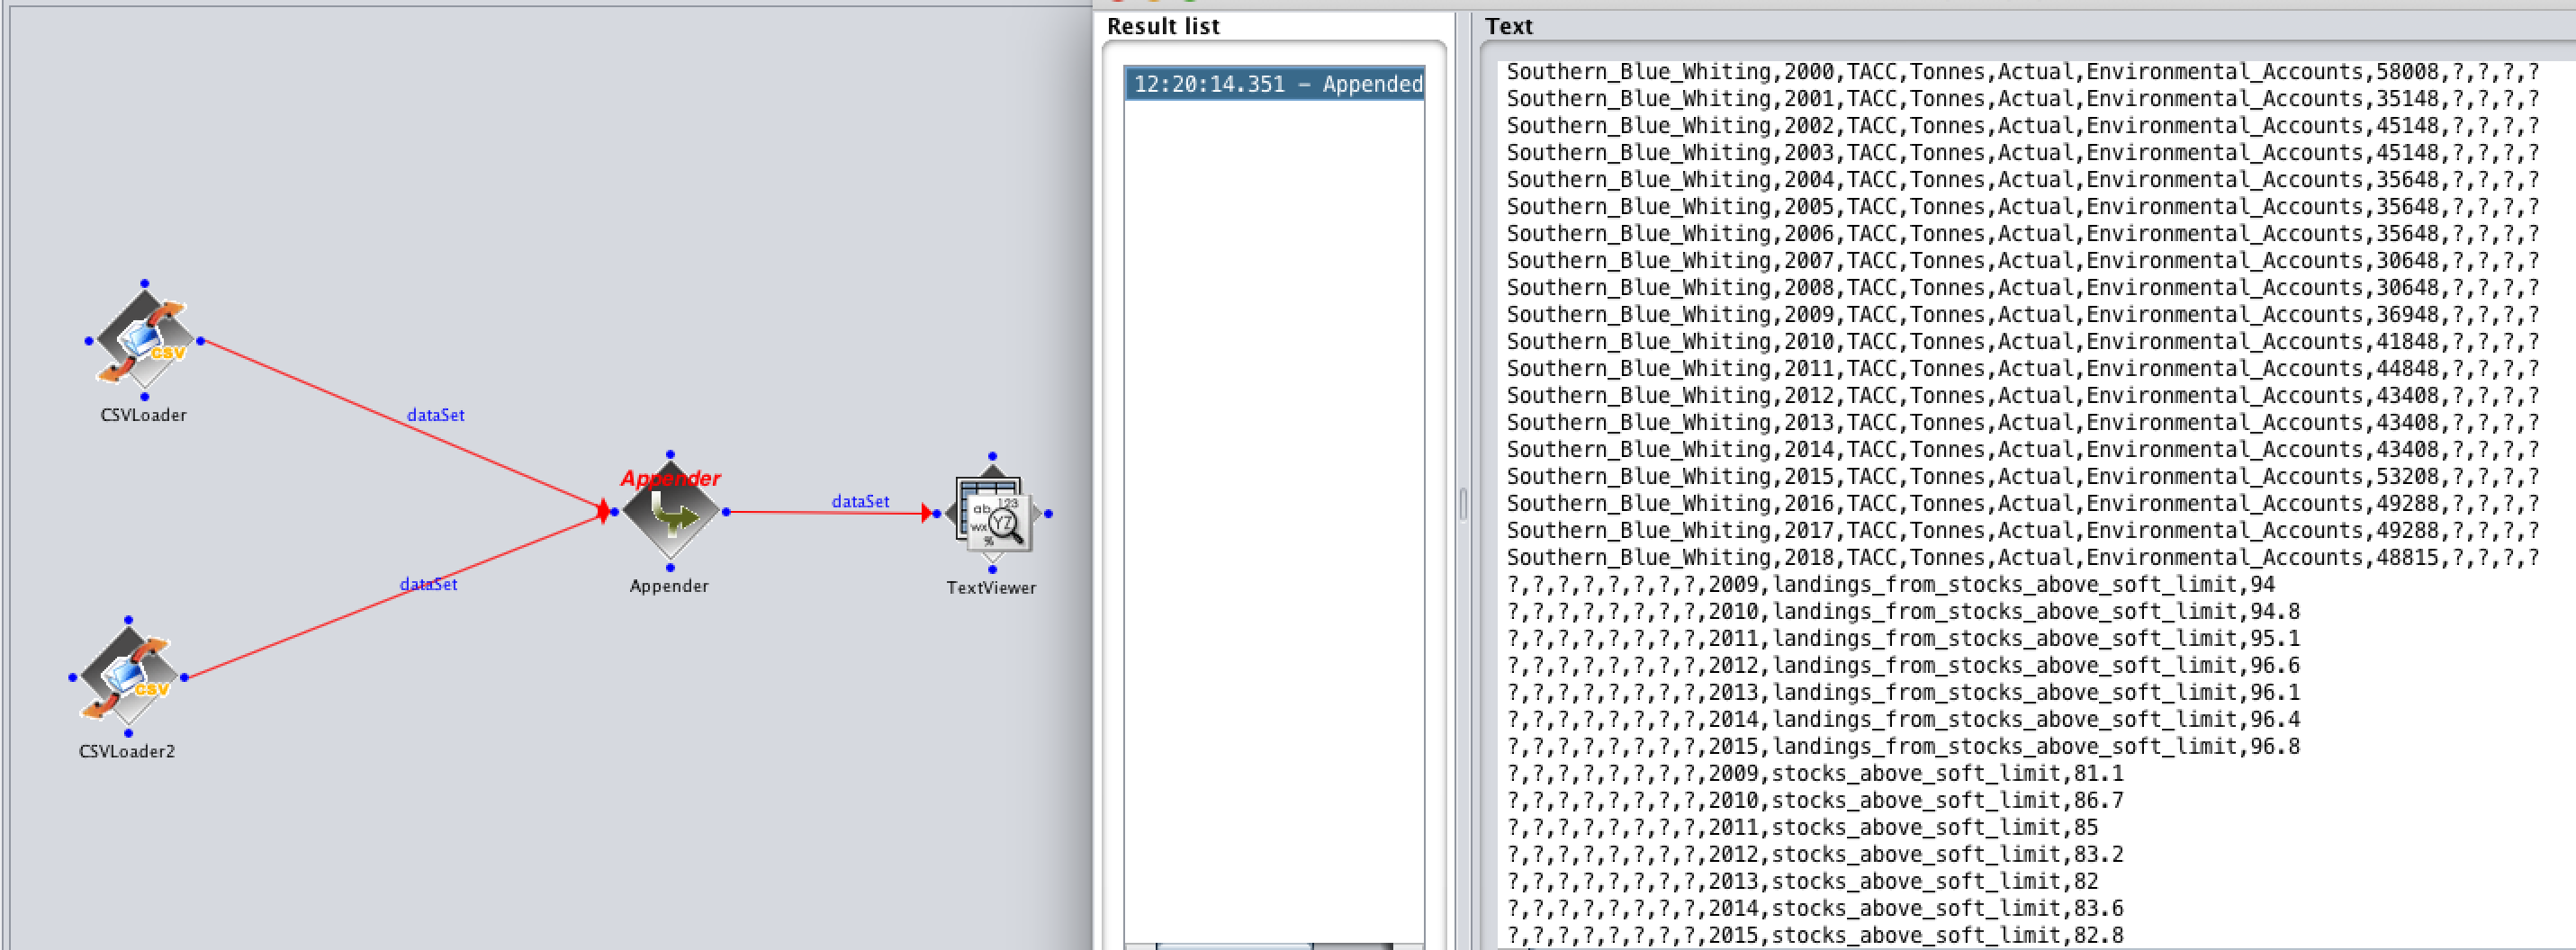 CSVLoader
dataSet
Appender
dataSet
Appender
TextViewer
dataSet
CSVLoader2
ab
123
wx
YZ
%
csv
csv
Result list
12:20:14.351 – Appended
Text
Southern_Blue_Whiting,2000,TACC,Tonnes,Actual,Environmental_Accounts,58008,?,?,?,?
Southern_Blue_Whiting,2001,TACC,Tonnes,Actual,Environmental_Accounts,35148,?,?,?,?
Southern_Blue_Whiting,2002,TACC,Tonnes,Actual,Environmental_Accounts,45148,?,?,?,?
Southern_Blue_Whiting,2003,TACC,Tonnes,Actual,Environmental_Accounts,45148,?,?,?,?
Southern_Blue_Whiting,2004,TACC,Tonnes,Actual,Environmental_Accounts,35648,?,?,?,?
Southern_Blue_Whiting,2005,TACC,Tonnes,Actual,Environmental_Accounts,35648,?,?,?,?
Southern_Blue_Whiting,2006,TACC,Tonnes,Actual,Environmental_Accounts,35648,?,?,?,?
Southern_Blue_Whiting,2007,TACC,Tonnes,Actual,Environmental_Accounts,30648,?,?,?,?
Southern_Blue_Whiting,2008,TACC,Tonnes,Actual,Environmental_Accounts,30648,?,?,?,?
Southern_Blue_Whiting,2009,TACC,Tonnes,Actual,Environmental_Accounts,36948,?,?,?,?
Southern_Blue_Whiting,2010,TACC,Tonnes,Actual,Environmental_Accounts,41848,?,?,?,?
Southern_Blue_Whiting,2011,TACC,Tonnes,Actual,Environmental_Accounts,44848,?,?,?,?
Southern_Blue_Whiting,2012,TACC,Tonnes,Actual,Environmental_Accounts,43408,?,?,?,?
Southern_Blue_Whiting,2013,TACC,Tonnes,Actual,Environmental_Accounts,43408,?,?,?,?
Southern_Blue_Whiting,2014,TACC,Tonnes,Actual,Environmental_Accounts,43408,?,?,?,?
Southern_Blue_Whiting,2015,TACC,Tonnes,Actual,Environmental_Accounts,53208,?,?,?,?
Southern_Blue_Whiting,2016,TACC,Tonnes,Actual,Environmental_Accounts,49288,?,?,?,?
Southern_Blue_Whiting,2017,TACC,Tonnes,Actual,Environmental_Accounts,49288,?,?,?,?
Southern_Blue_Whiting,2018,TACC,Tonnes,Actual,Environmental_Accounts,48815,?,?,?,?
?,?,?,?,?,?,?,?,2009,landings_from_stocks_above_soft_limit,94
?,?,?,?,?,?,?,?,2010,landings_from_stocks_above_soft_limit,94.8
?,?,?,?,?,?,?,?,2011,landings_from_stocks_above_soft_limit,95.1
?,?,?,?,?,?,?,?,2012,landings_from_stocks_above_soft_limit,96.6
?,?,?,?,?,?,?,?,2013,landings_from_stocks_above_soft_limit,96.1
?,?,?,?,?,?,?,?,2014,landings_from_stocks_above_soft_limit,96.4
?,?,?,?,?,?,?,?,2015,landings_from_stocks_above_soft_limit,96.8
?,?,?,?,?,?,?,?,2009,stocks_above_soft_limit,81.1
?,?,?,?,?,?,?,?,2010,stocks_above_soft_limit,86.7
?,?,?,?,?,?,?,?,2011,stocks_above_soft_limit,85
?,?,?,?,?,?,?,?,2012,stocks_above_soft_limit,83.2
?,?,?,?,?,?,?,?,2013,stocks_above_soft_limit,82
?,?,?,?,?,?,?,?,2014,stocks_above_soft_limit,83.6
?,?,?,?,?,?,?,?,2015,stocks_above_soft_limit,82.8